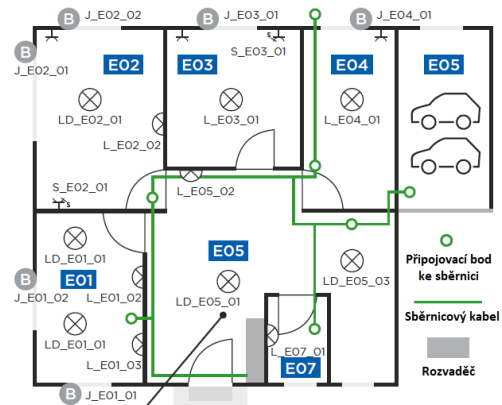 B J_E02_02
B J_E03_01
B J_E04_01
B
J_E02_01
E02
E03
S_E03_01
E04
E05
LD_E02_01
L_E03_01
L_E04_01
L_E02_02
L_E05_02
S_E02_01
s
s
B
LD_E01_01
E05
E01
J_E01_02
L_E01_02
LD_E05_01
LD_E05_03
LD_E01_01
L_E01_03
L_E07_01
E07
B J_E01_01
Připojovací bod
ke sběrnici
Sběrnicový kabel
Rozvaděč